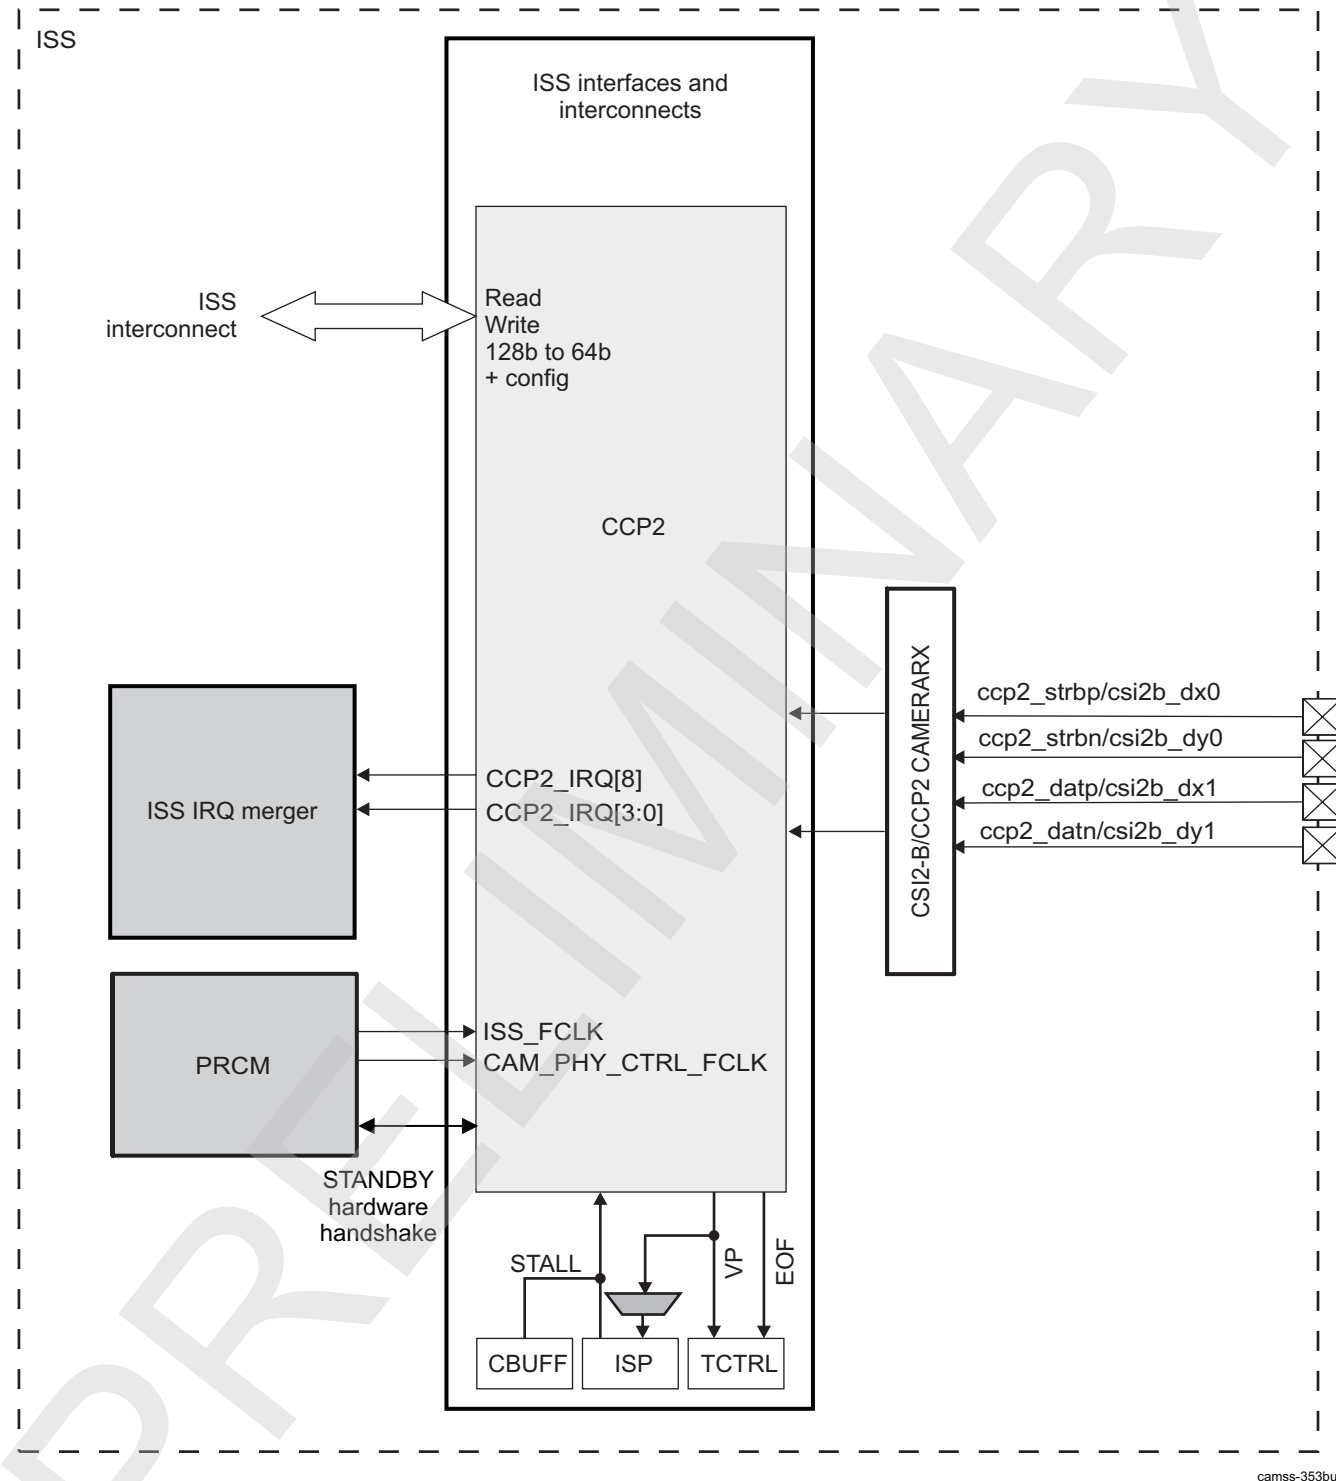 ISS
ISS interfaces and
interconnects
ISS
interconnect
Read
Write
128b to 64b
+ config
CCP2
CSI2-B/CCP2 CAMERARX
ccp2_strbp/csi2b_dx0
ccp2_strbn/csi2b_dy0
ccp2_datp/csi2b_dx1
ccp2_datn/csi2b_dy1
ISS IRQ merger
CCP2_IRQ[8]
CCP2_IRQ[3:0]
PRCM
ISS_FCLK
CAM_PHY_CTRL_FCLK
STANDBY
hardware
handshake
STALL
VP
EOF
CBUFF
ISP
TCTRL
PRELIMINARY
camss-353bu